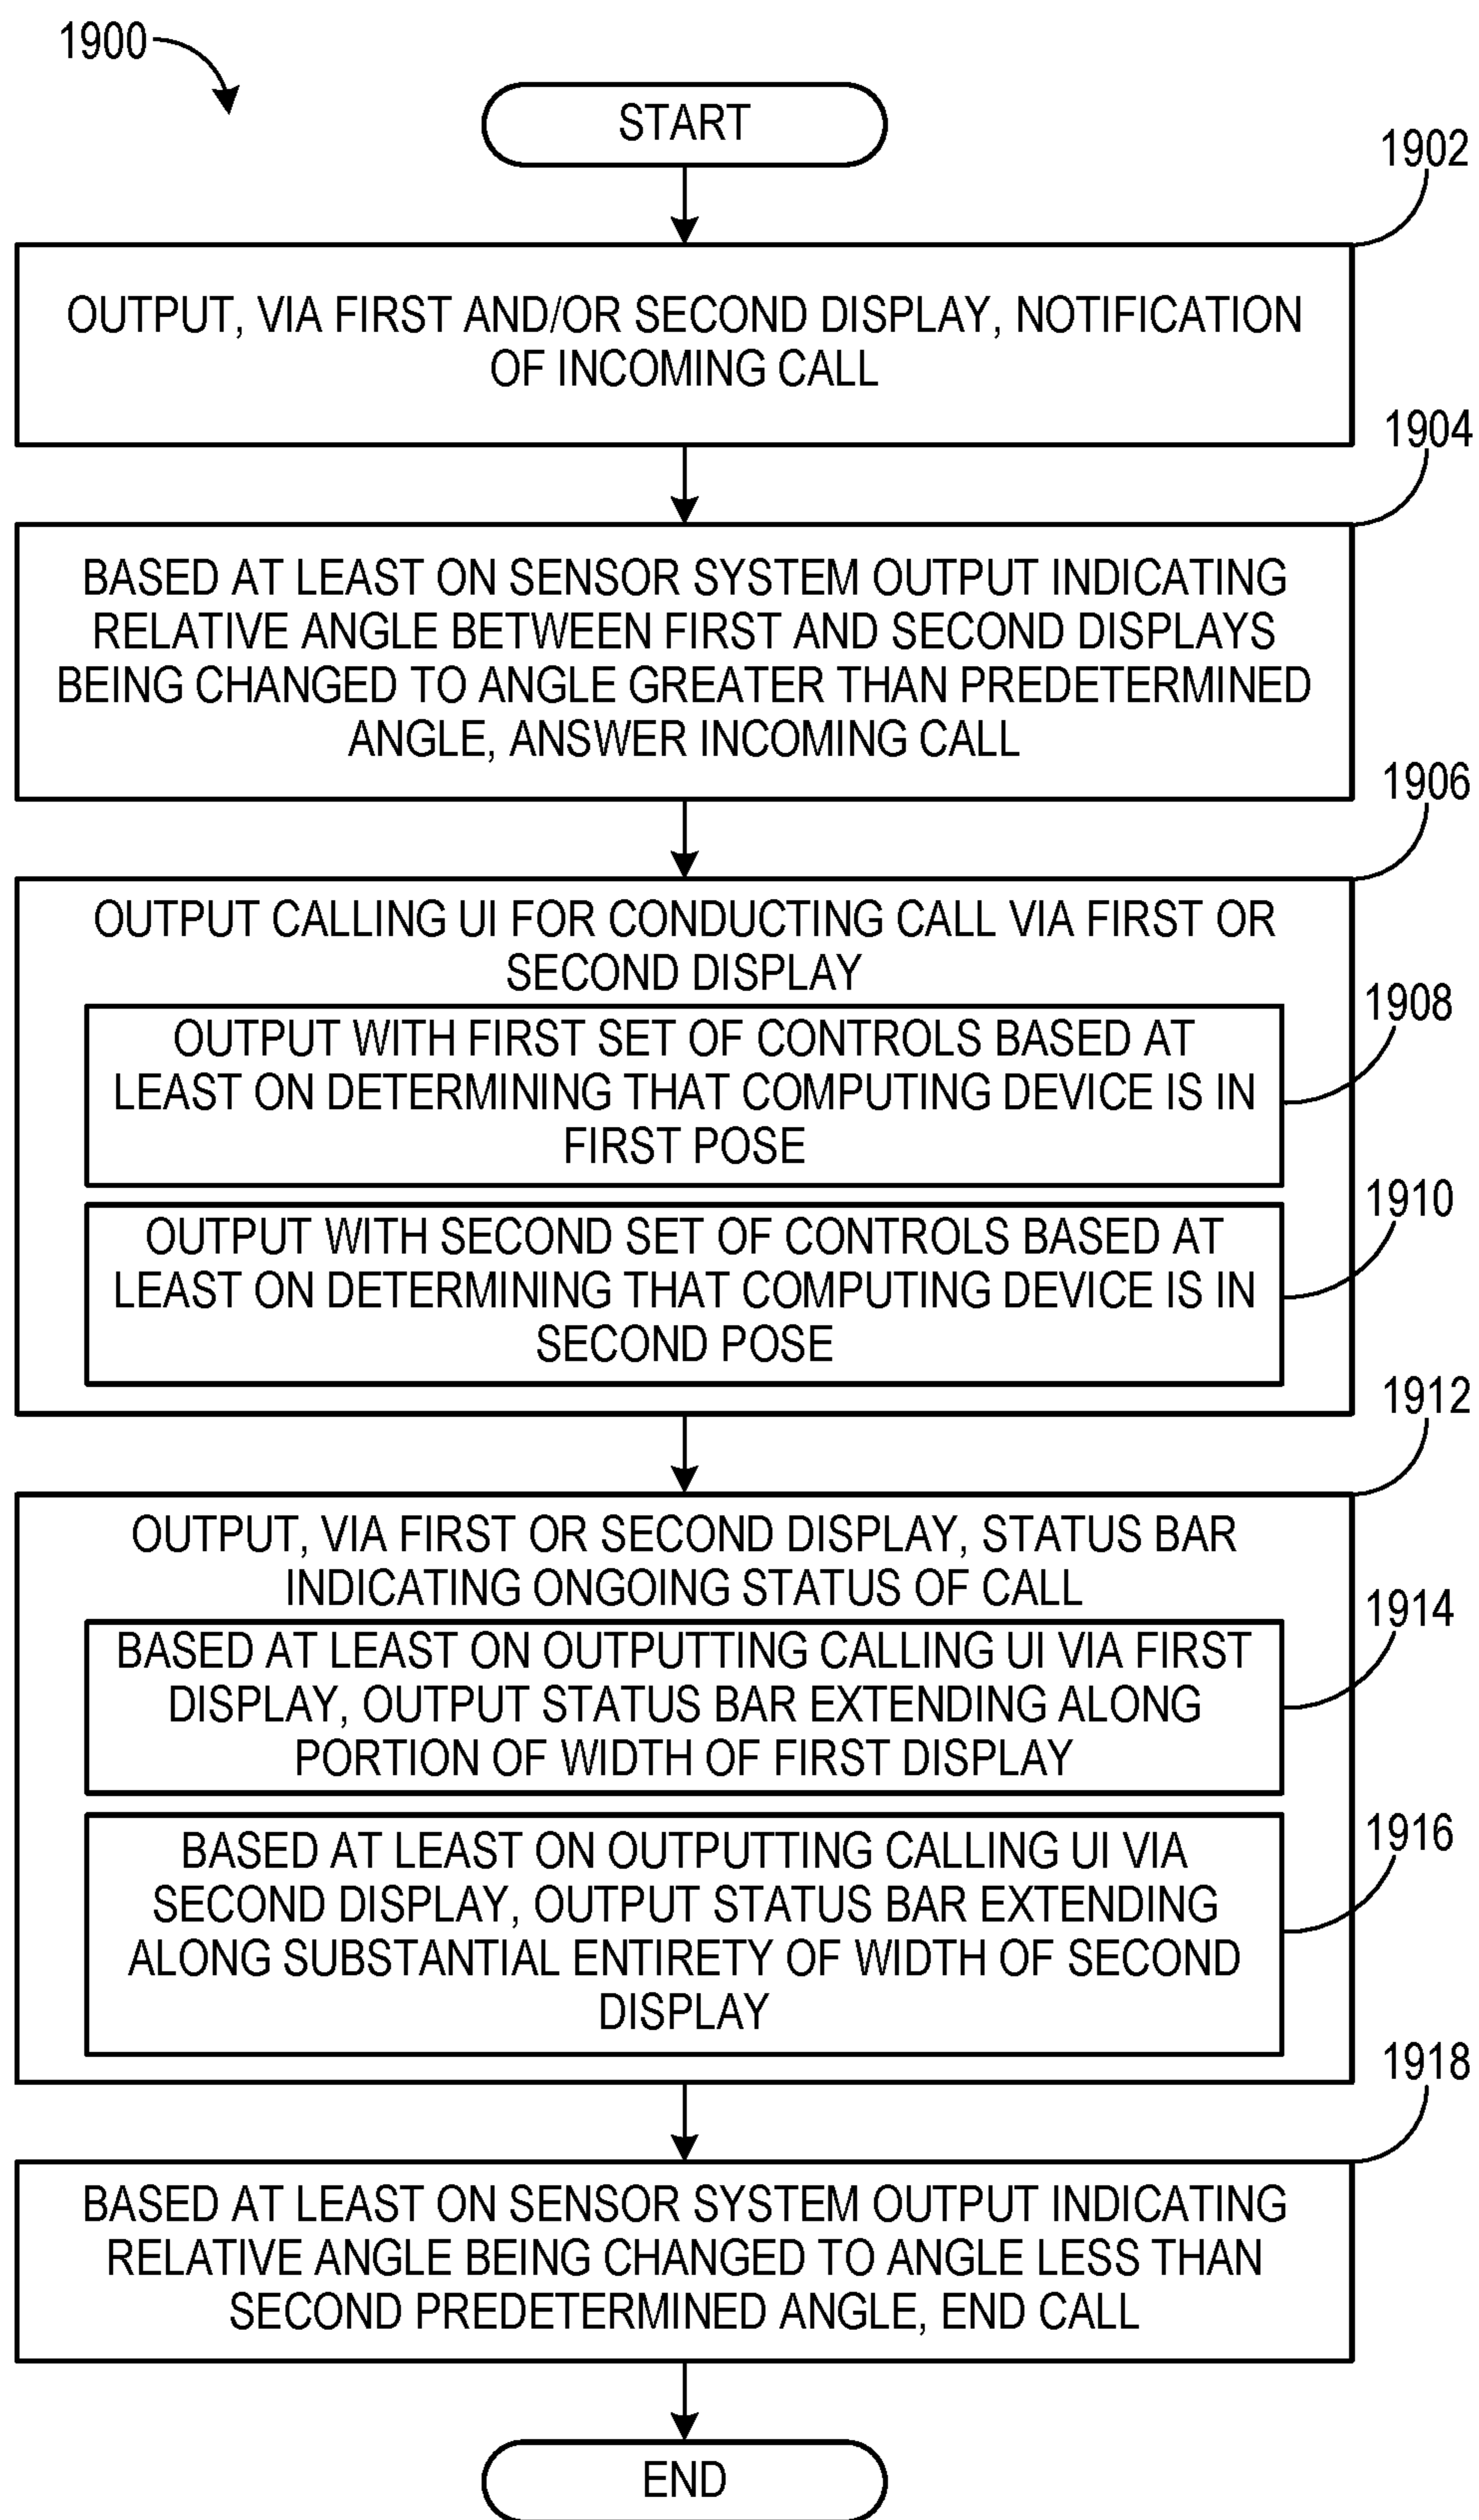 1900
START
1902
OUTPUT, VIA FIRST AND/OR SECOND DISPLAY, NOTIFICATION
OF INCOMING CALL
1904
BASED AT LEAST ON SENSOR SYSTEM OUTPUT INDICATING
RELATIVE ANGLE BETWEEN FIRST AND SECOND DISPLAYS
BEING CHANGED TO ANGLE GREATER THAN PREDETERMINED
ANGLE, ANSWER INCOMING CALL
1906
OUTPUT CALLING UI FOR CONDUCTING CALL VIA FIRST OR
SECOND DISPLAY
1908
OUTPUT WITH FIRST SET OF CONTROLS BASED AT
LEAST ON DETERMINING THAT COMPUTING DEVICE IS IN
FIRST POSE
1910
OUTPUT WITH SECOND SET OF CONTROLS BASED AT
LEAST ON DETERMINING THAT COMPUTING DEVICE IS IN
SECOND POSE
1912
OUTPUT, VIA FIRST OR SECOND DISPLAY, STATUS BAR
INDICATING ONGOING STATUS OF CALL
1914
BASED AT LEAST ON OUTPUTTING CALLING UI VIA FIRST
DISPLAY, OUTPUT STATUS BAR EXTENDING ALONG
PORTION OF WIDTH OF FIRST DISPLAY
1916
BASED AT LEAST ON OUTPUTTING CALLING UI VIA
SECOND DISPLAY, OUTPUT STATUS BAR EXTENDING
ALONG SUBSTANTIAL ENTIRETY OF WIDTH OF SECOND
DISPLAY
1918
BASED AT LEAST ON SENSOR SYSTEM OUTPUT INDICATING
RELATIVE ANGLE BEING CHANGED TO ANGLE LESS THAN
SECOND PREDETERMINED ANGLE, END CALL
END